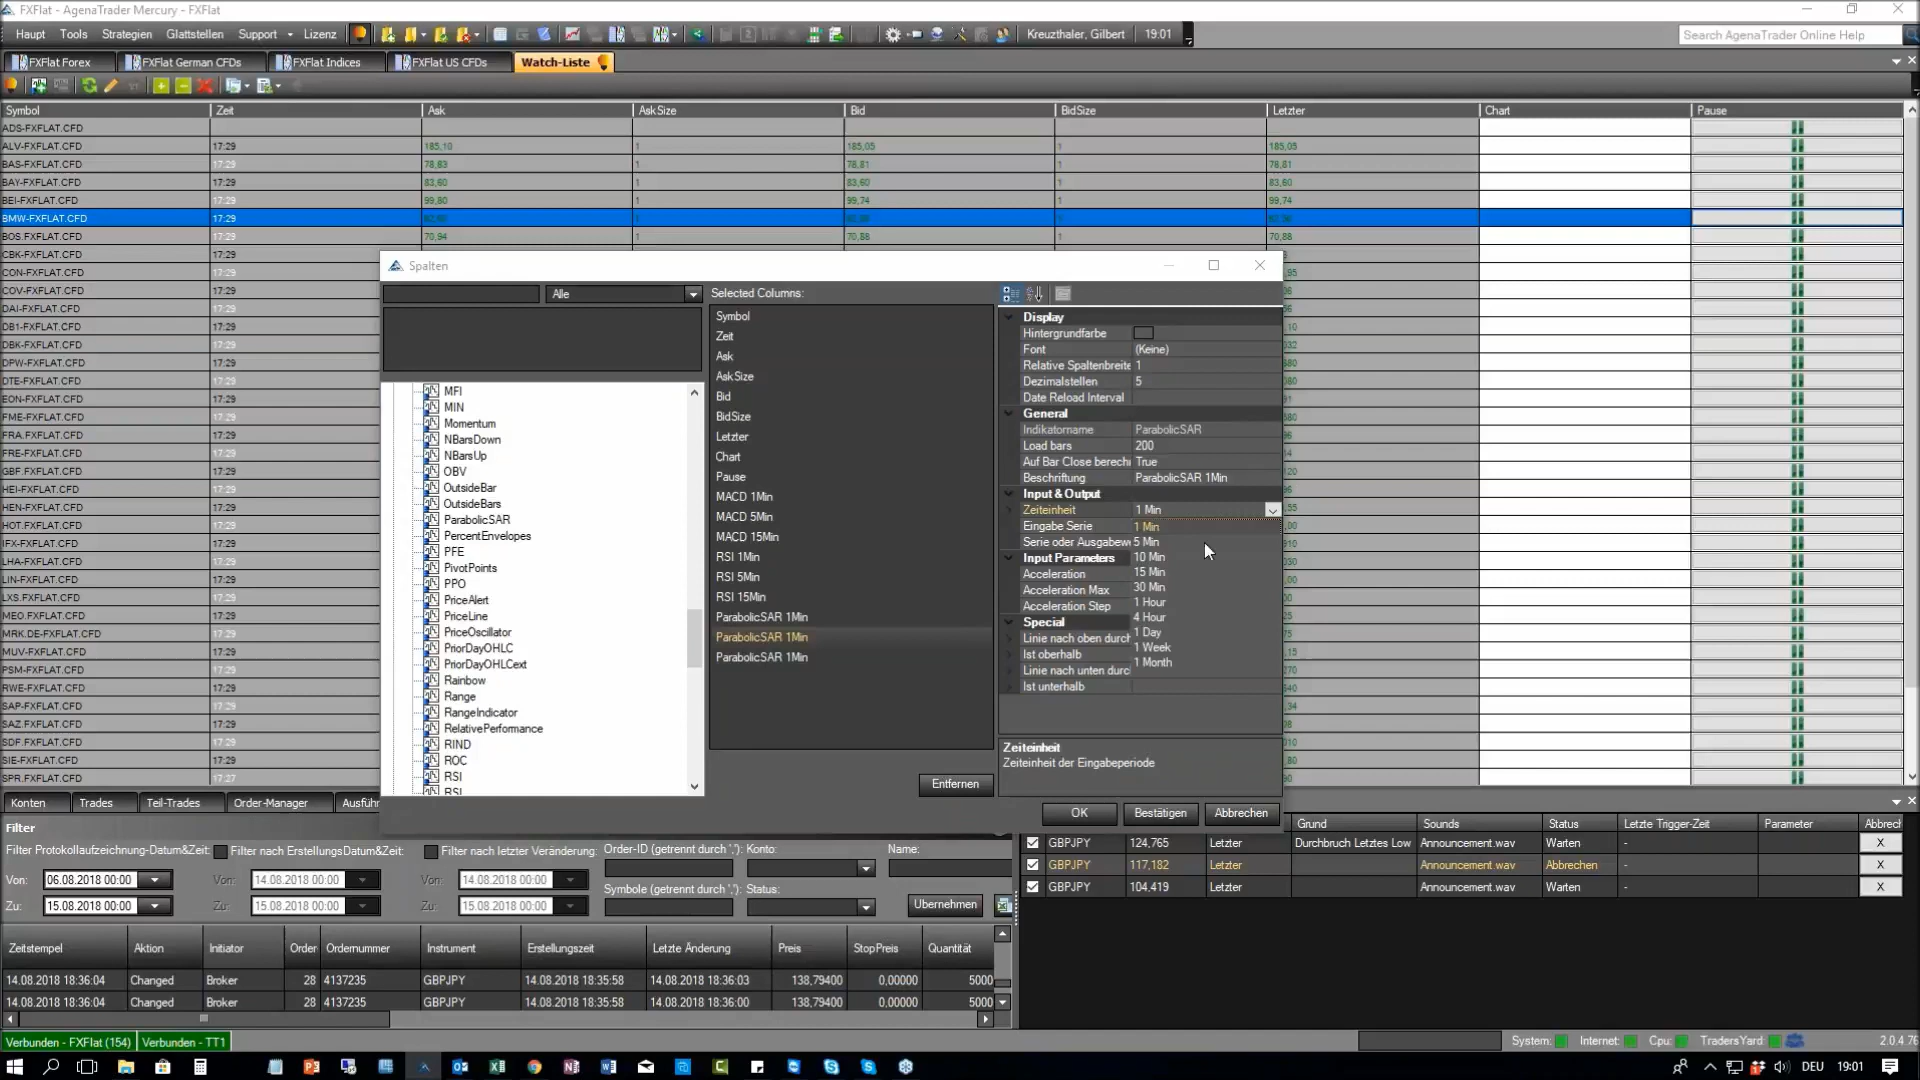 FXFlat - AgenaTrader Mercury - FXFlat
Haupt Tools Strategien Glattstellen Support Lizenz Kreuzthaler, Gilbert 19:01 Search AgenaTrader Online Help
FXFlat Forex FXFlat German CFDs FXFlat Indices FXFlat US CFDs Watch-Liste
Symbol Zeit Ask AskSize Bid BidSize Letzter Chart Pause
ADS-FXFLAT.CFD
ALV-FXFLAT.CFD 17:29 185,10 1 185,05 1 185,05
BAS-FXFLAT.CFD 17:29 78,83 1 78,81 1 78,81
BAY-FXFLAT.CFD 17:29 83,60 1 83,60 1 83,60
BEI-FXFLAT.CFD 17:29 99,80 1 99,74 1 99,74
BMW-FXFLAT.CFD 17:29
BOS.FXFLAT.CFD 17:29 70,94 1 70,88 1 70,88
CBK-FXFLAT.CFD 17:29
CON-FXFLAT.CFD 17:29
COV-FXFLAT.CFD 17:29
DAI-FXFLAT.CFD 17:29
DB1-FXFLAT.CFD 17:29
DBK-FXFLAT.CFD 17:29
DPW-FXFLAT.CFD 17:29
DTE-FXFLAT.CFD 17:29
EON-FXFLAT.CFD 17:29
FME-FXFLAT.CFD 17:29
FRA.FXFLAT.CFD 17:29
FRE-FXFLAT.CFD 17:29
GBF.FXFLAT.CFD 17:29
HEI-FXFLAT.CFD 17:29
HEN-FXFLAT.CFD 17:29
HOT.FXFLAT.CFD 17:29
IFX-FXFLAT.CFD 17:29
LHA-FXFLAT.CFD 17:29
LIN-FXFLAT.CFD 17:29
LXS.FXFLAT.CFD 17:29
MEO.FXFLAT.CFD 17:29
MRK.DE-FXFLAT.CFD 17:29
MUV-FXFLAT.CFD 17:29
PSM-FXFLAT.CFD 17:29
RWE-FXFLAT.CFD 17:29
SAP-FXFLAT.CFD 17:29
SAZ.FXFLAT.CFD 17:29
SDF.FXFLAT.CFD 17:29
SIE-FXFLAT.CFD 17:29
SPR.FXFLAT.CFD 17:27
Spalten
Alle
MFI
MIN
Momentum
NBarsDown
NBarsUp
OBV
OutsideBar
OutsideBars
ParabolicSAR
PercentEnvelopes
PFE
PivotPoints
PPO
PriceAlert
PriceLine
PriceOscillator
PriorDayOHLC
PriorDayOHLCext
Rainbow
Range
RangeIndicator
RelativePerformance
RIND
ROC
RSI
RSI
Selected Columns:
Symbol
Zeit
Ask
AskSize
Bid
BidSize
Letzter
Chart
Pause
MACD 1Min
MACD 5Min
MACD 15Min
RSI 1Min
RSI 5Min
RSI 15Min
ParabolicSAR 1Min
ParabolicSAR 1Min
ParabolicSAR 1Min
Entfernen
Display
Hintergrundfarbe
Font (Keine)
Relative Spaltenbreite 1
Dezimalstellen 5
Date Reload Interval
General
Indikatorname ParabolicSAR
Load bars 200
Auf Bar Close berechn True
Beschriftung ParabolicSAR 1Min
Input & Output
Zeiteinheit 1 Min
Eingabe Serie
Serie oder Ausgabew
Input Parameters
Acceleration
Acceleration Max
Acceleration Step
Special
Linie nach oben durch
Ist oberhalb
Linie nach unten durc
Ist unterhalb
1 Min
5 Min
10 Min
15 Min
30 Min
1 Hour
4 Hour
1 Day
1 Week
1 Month
Zeiteinheit
Zeiteinheit der Eingabeperiode
OK Bestätigen Abbrechen
Konten Trades Teil-Trades Order-Manager Ausführ
Filter
Filter Protokollaufzeichnung-Datum&Zeit: Filter nach ErstellungsDatum&Zeit: Filter nach letzter Veränderung: Order-ID (getrennt durch ','): Konto: Name:
Von: 06.08.2018 00:00 Von: 14.08.2018 00:00 Von: 14.08.2018 00:00
Symbole (getrennt durch ','): Status:
Zu: 15.08.2018 00:00 Zu: 15.08.2018 00:00 Zu: 15.08.2018 00:00 Übernehmen
Zeitstempel Aktion Initiator Order Ordernummer Instrument Erstellungszeit Letzte Änderung Preis StopPreis Quantität
14.08.2018 18:36:04 Changed Broker 28 4137235 GBPJPY 14.08.2018 18:35:58 14.08.2018 18:36:03 138,79400 0,00000 5000
14.08.2018 18:36:04 Changed Broker 28 4137235 GBPJPY 14.08.2018 18:35:58 14.08.2018 18:36:00 138,79400 0,00000 5000
Grund Sounds Status Letzte Trigger-Zeit Parameter Abbrecl
GBPJPY 124,765 Letzter Durchbruch Letztes Low Announcement.wav Warten - X
GBPJPY 117,182 Letzter Announcement.wav Abbrechen - X
GBPJPY 104,419 Letzter Announcement.wav Warten - X
Verbunden - FXFlat (154) Verbunden - TT1 System: Internet: Cpu: TradersYard: 2.0.4.76
DEU 19:01